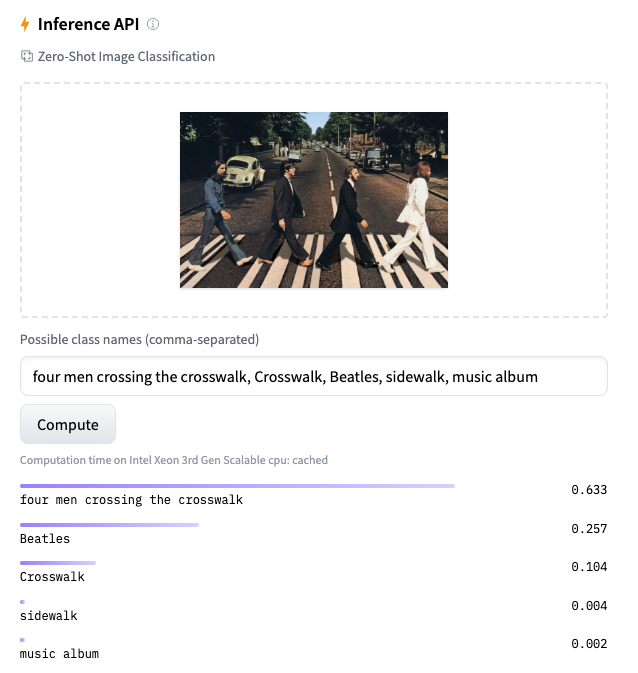 Inference API
Zero-Shot Image Classification
Possible class names (comma-separated)
four men crossing the crosswalk, Crosswalk, Beatles, sidewalk, music album
Compute
Computation time on Intel Xeon 3rd Gen Scalable cpu: cached
four men crossing the crosswalk 0.633
Beatles 0.257
Crosswalk 0.104
sidewalk 0.004
music album 0.002